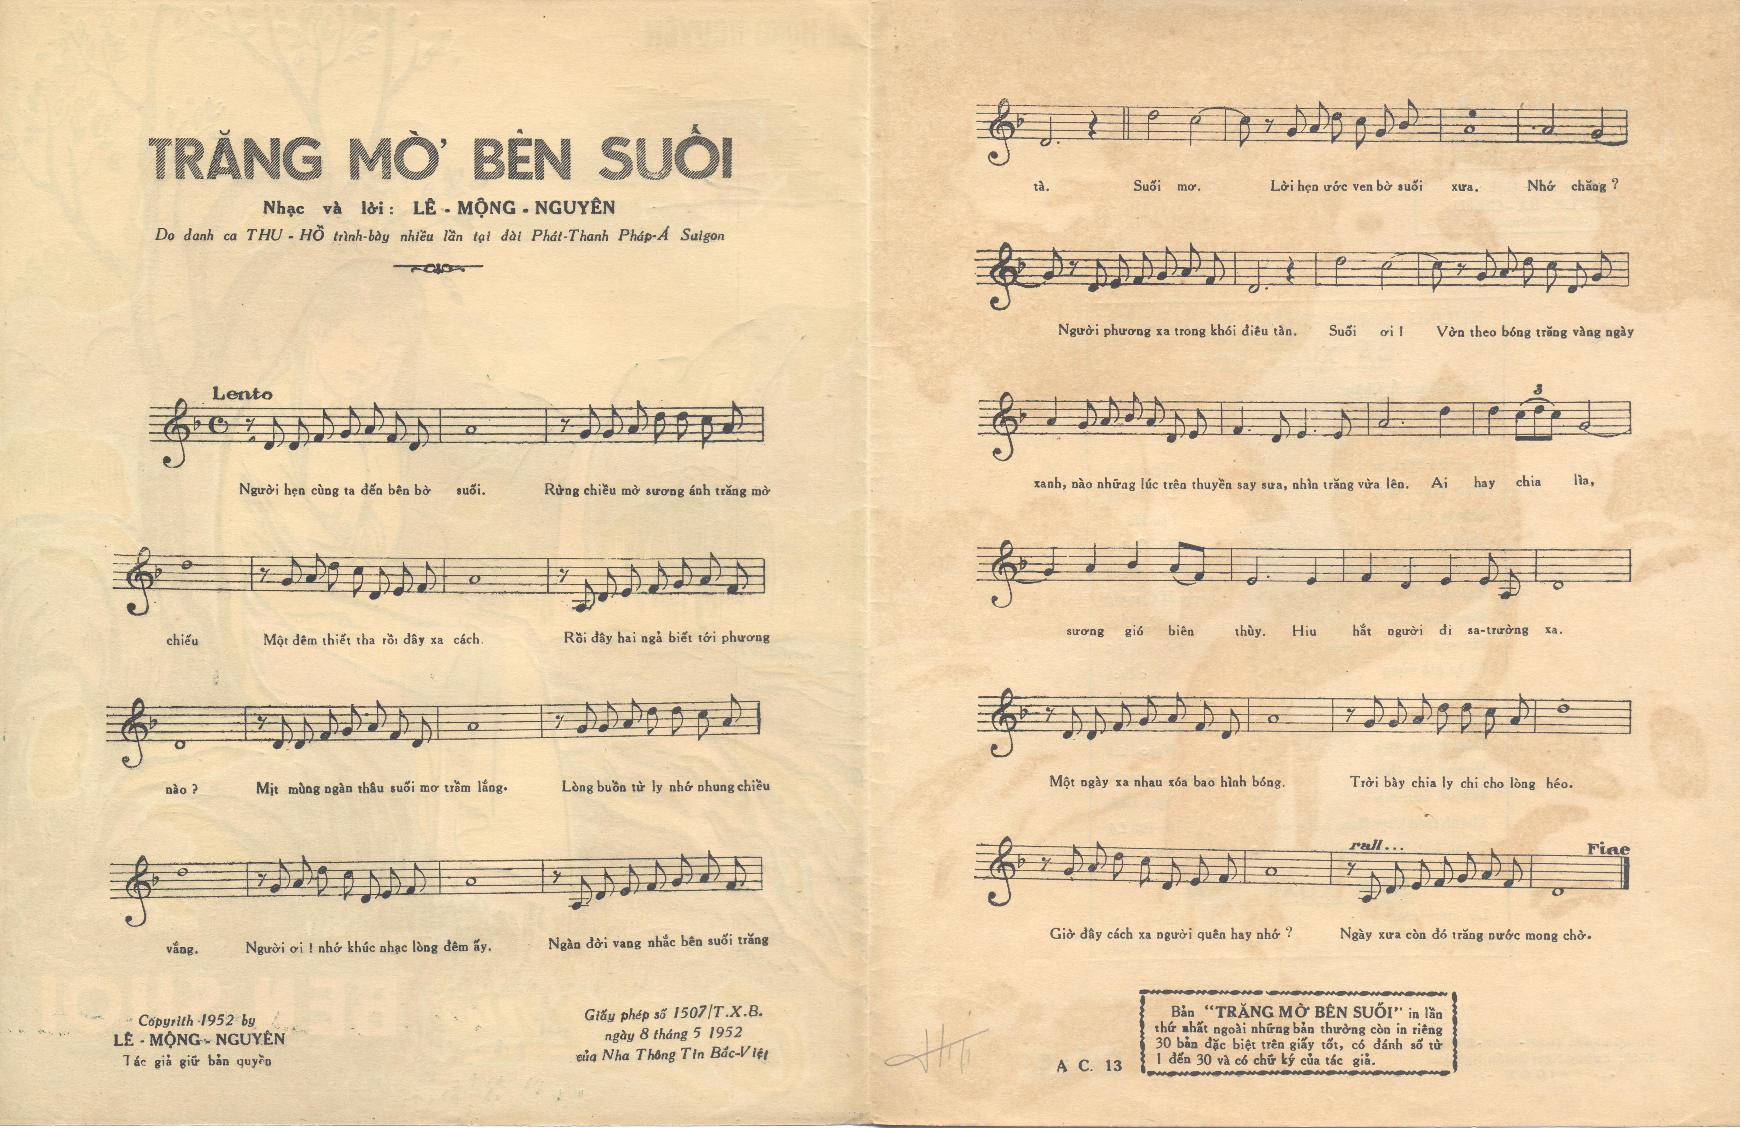 TRĂNG MỜ BÊN SUỐI
Nhạc và lời : LÊ - MỘNG - NGUYÊN
Do danh ca THU - HỒ trình-bày nhiều lần tại đài Phát-Thanh Pháp-Á Saigon
Lento
Người hẹn cùng ta đến bên bờ suối. Rừng chiều mờ sương ánh trăng mờ
chiếu Một đêm thiết tha rồi đây xa cách. Rồi đây hai ngả biết tới phương
nào ? Mịt mùng ngàn thâu suối mơ trầm lắng. Lòng buồn từ ly nhớ nhung chiều
vắng. Người ơi ! nhớ khúc nhạc lòng đêm ấy. Ngàn đời vang nhắc bên suối trăng
Copyrith 1952 by
LÊ - MỘNG - NGUYÊN
Tác giả giữ bản quyền
Giấy phép số 1507/T.X.B.
ngày 8 tháng 5 1952
của Nha Thông Tin Bắc-Việt
tà. Suối mơ. Lời hẹn ước ven bờ suối xưa. Nhớ chăng ?
Người phương xa trong khói điêu tàn. Suối ơi ! Vờn theo bóng trăng vàng ngày
3
xanh, nào những lúc trên thuyền say sưa, nhìn trăng vừa lên. Ai hay chia lìa,
sương gió biên thùy. Hiu hắt người đi sa-trường xa.
Một ngày xa nhau xóa bao hình bóng. Trời bày chia ly chi cho lòng héo.
rall... Fine
Giờ đây cách xa người quên hay nhớ ? Ngày xưa còn đó trăng nước mong chờ.
A C. 13
Bản "TRĂNG MỜ BÊN SUỐI" in lần
thứ nhất ngoài những bản thường còn in riêng
30 bản đặc biệt trên giấy tốt, có đánh số từ
1 đến 30 và có chữ ký của tác giả.